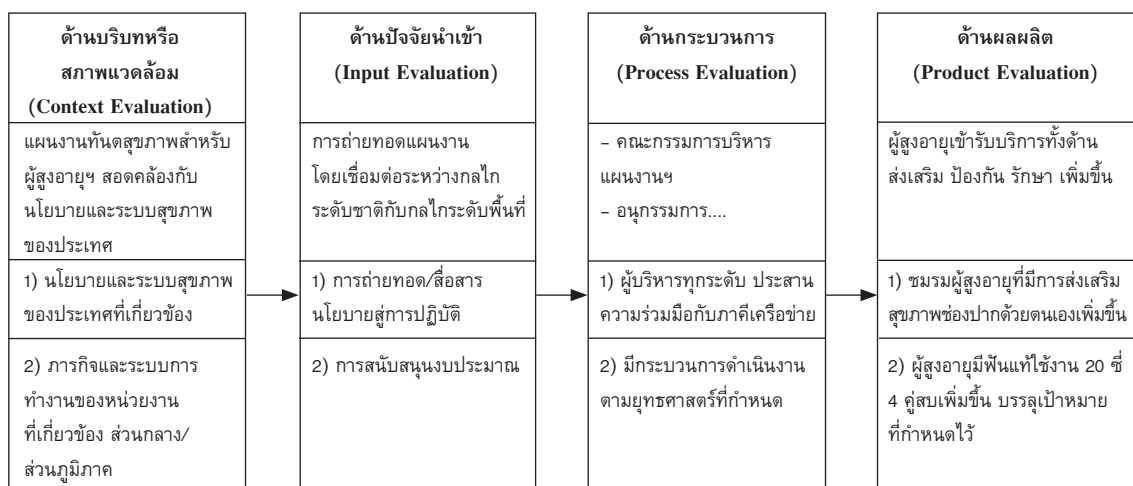 ด้านบริบทหรือ
สภาพแวดล้อม
(Context Evaluation)
แผนงานทันตสุขภาพสำหรับ
ผู้สูงอายุฯ สอดคล้องกับ
นโยบายและระบบสุขภาพ
ของประเทศ
1) นโยบายและระบบสุขภาพ
ของประเทศที่เกี่ยวข้อง
2) ภารกิจและระบบการ
ทำงานของหน่วยงาน
ที่เกี่ยวข้อง ส่วนกลาง/
ส่วนภูมิภาค
ด้านปัจจัยนำเข้า
(Input Evaluation)
การถ่ายทอดแผนงาน
โดยเชื่อมต่อระหว่างกลไก
ระดับชาติกับกลไกระดับพื้นที่
1) การถ่ายทอด/สื่อสาร
นโยบายสู่การปฏิบัติ
2) การสนับสนุนงบประมาณ
ด้านกระบวนการ
(Process Evaluation)
– คณะกรรมการบริหาร
แผนงานฯ
– อนุกรรมการ....
1) ผู้บริหารทุกระดับ ประสาน
ความร่วมมือกับภาคีเครือข่าย
2) มีกระบวนการดำเนินงาน
ตามยุทธศาสตร์ที่กำหนด
ด้านผลผลิต
(Product Evaluation)
ผู้สูงอายุเข้ารับบริการทั้งด้าน
ส่งเสริม ป้องกัน รักษา เพิ่มขึ้น
1) ชมรมผู้สูงอายุที่มีการส่งเสริม
สุขภาพช่องปากด้วยตนเองเพิ่มขึ้น
2) ผู้สูงอายุมีฟันแท้ใช้งาน 20 ซี่
4 คู่สบเพิ่มขึ้น บรรลุเป้าหมาย
ที่กำหนดไว้